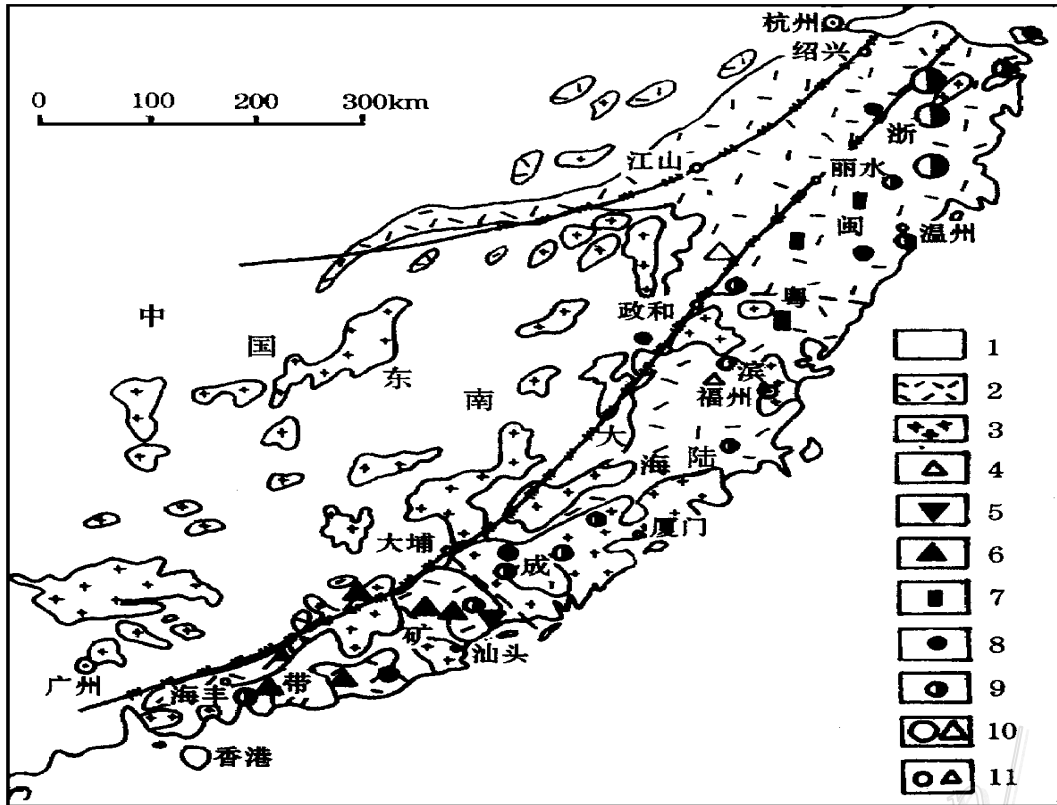 杭州
绍兴
0 100 200 300km
江山
浙
丽水
闽
温州
中
国
东
南
政和
粤
滨
福州
大
海
陆
厦门
大埔
成
矿
汕头
广州
海丰
带
香港
1
2
3
4
5
6
7
8
9
10
11